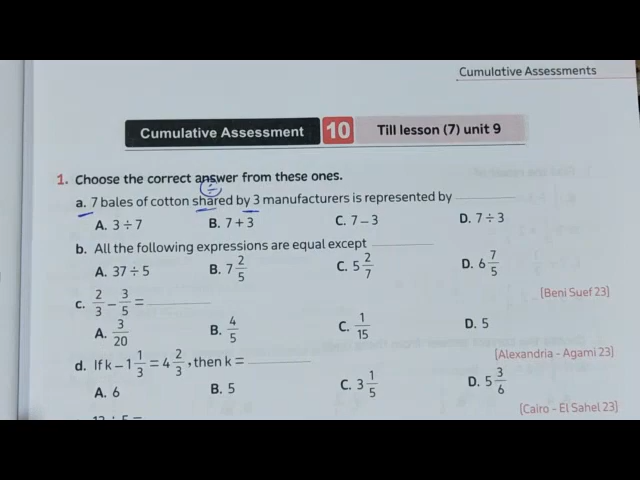 Cumulative Assessments
Cumulative Assessment 10 Till lesson (7) unit 9
1. Choose the correct answer from these ones.
÷
a. 7 bales of cotton shared by 3 manufacturers is represented by
A. 3 ÷ 7 B. 7 + 3 C. 7 – 3 D. 7 ÷ 3
b. All the following expressions are equal except
A. 37 ÷ 5 B. 7 2/5 C. 5 2/7 D. 6 7/5
[Beni Suef 23]
c. 2/3 – 3/5 =
A. 3/20 B. 4/5 C. 1/15 D. 5
[Alexandria - Agami 23]
d. If k – 1 1/3 = 4 2/3, then k =
A. 6 B. 5 C. 3 1/5 D. 5 3/6
[Cairo - El Sahel 23]